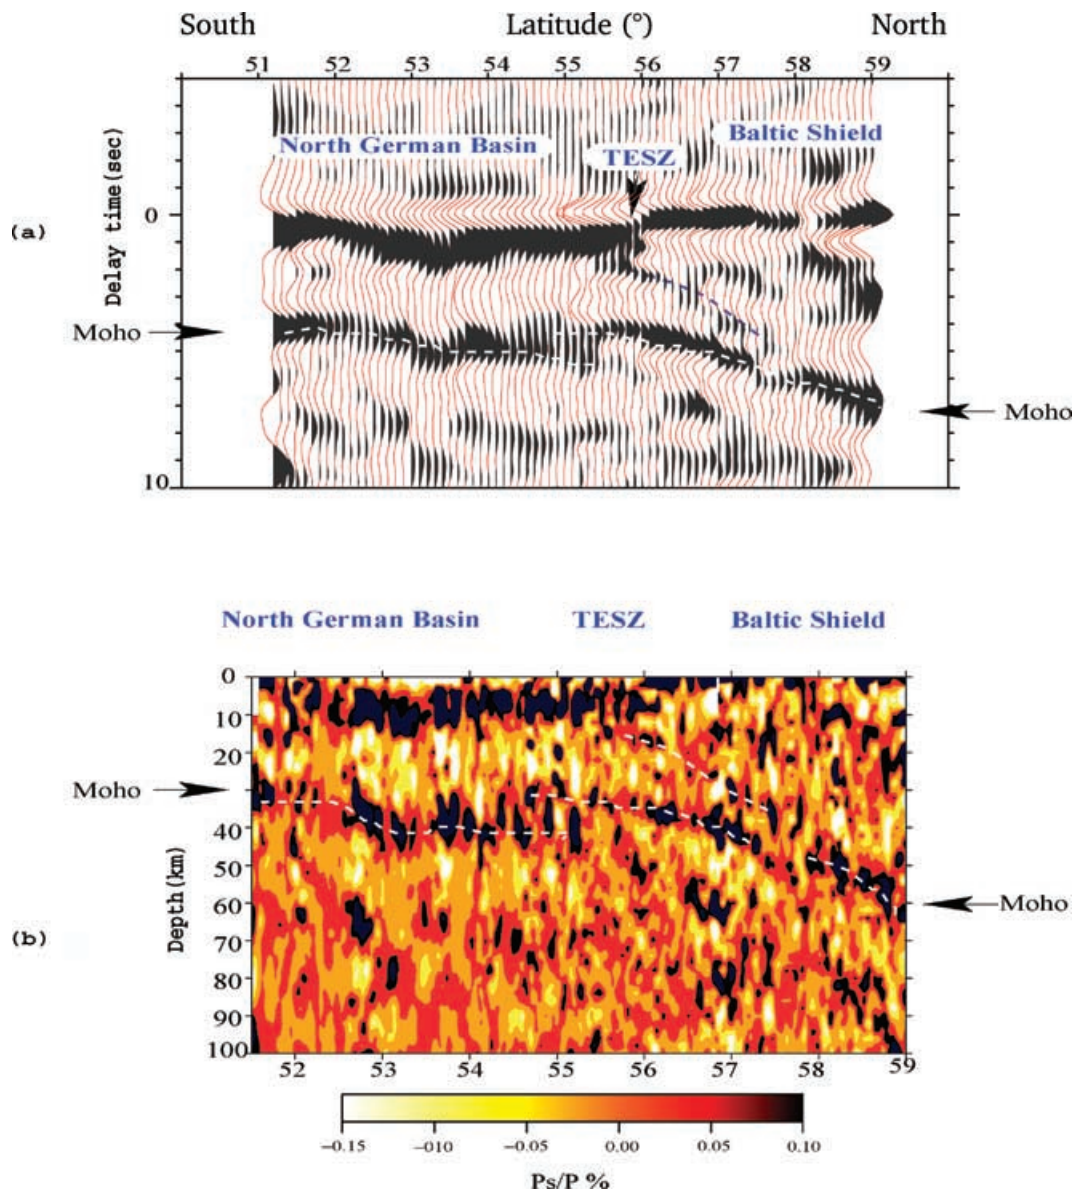 South Latitude (°) North
51 52 53 54 55 56 57 58 59
North German Basin TESZ Baltic Shield
Delay time(sec)
0
(a)
Moho
Moho
10
North German Basin TESZ Baltic Shield
0
10
20
Moho
30
40
50
60
Moho
70
80
90
100
Depth(km)
(b)
52 53 54 55 56 57 58 59
−0.15 −010 −0.05 0.00 0.05 0.10
Ps/P %